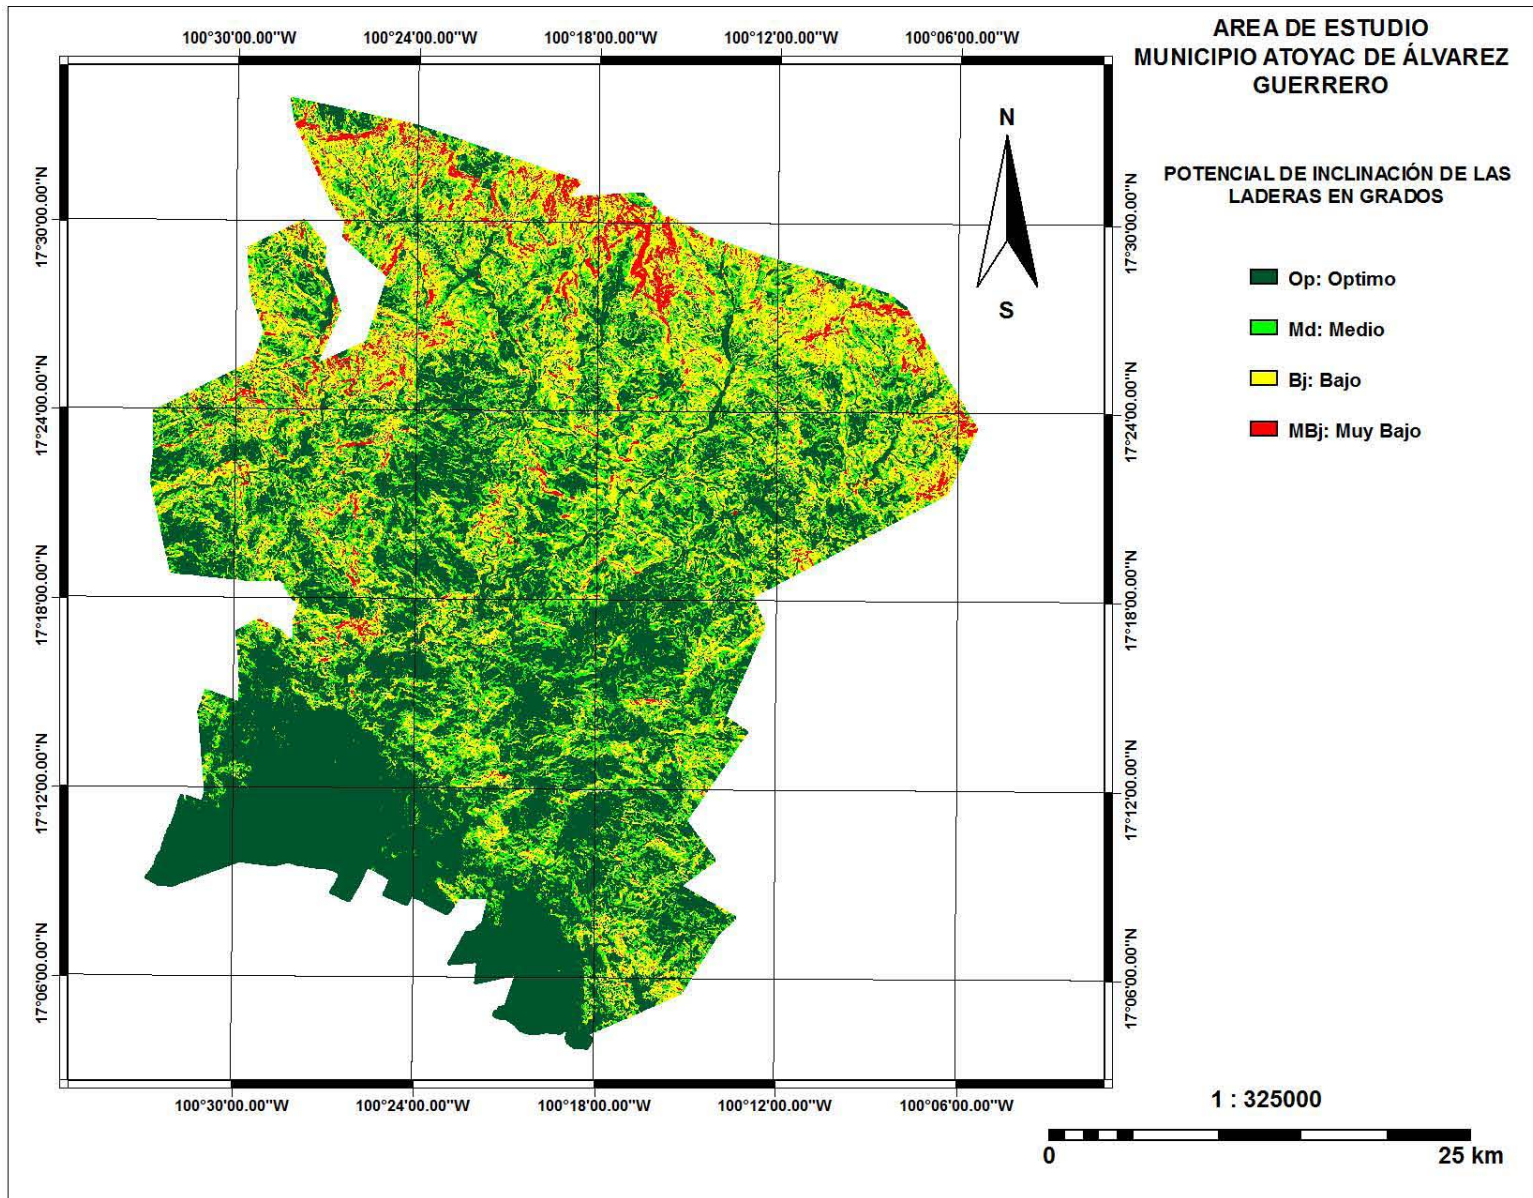 AREA DE ESTUDIO
MUNICIPIO ATOYAC DE ÁLVAREZ
GUERRERO
100°30'00.00"W 100°24'00.00"W 100°18'00.00"W 100°12'00.00"W 100°06'00.00"W
N
S
POTENCIAL DE INCLINACIÓN DE LAS
LADERAS EN GRADOS
Op: Optimo
Md: Medio
Bj: Bajo
MBj: Muy Bajo
17°30'00.00"N
17°24'00.00"N
17°18'00.00"N
17°12'00.00"N
17°06'00.00"N
17°30'00.00"N
17°24'00.00"N
17°18'00.00"N
17°12'00.00"N
17°06'00.00"N
100°30'00.00"W 100°24'00.00"W 100°18'00.00"W 100°12'00.00"W 100°06'00.00"W
1 : 325000
0 25 km